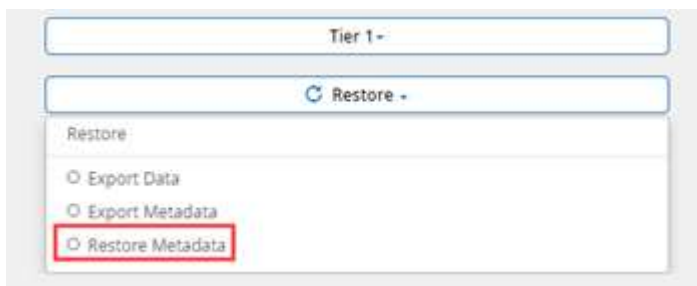 Tier 1
Restore
Restore
Export Data
Export Metadata
Restore Metadata